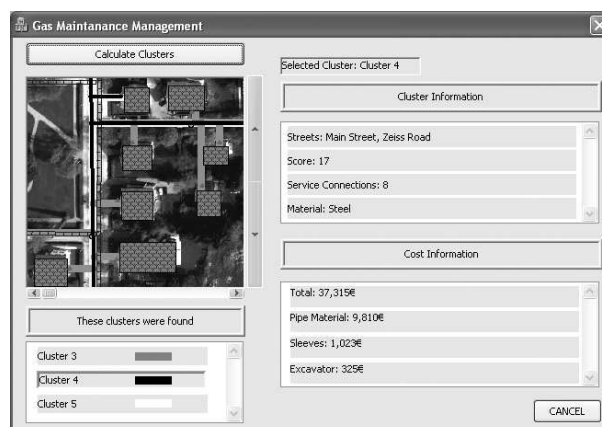 Gas Maintanance Management
Calculate Clusters
Selected Cluster: Cluster 4
Cluster Information
Streets: Main Street, Zeiss Road
Score: 17
Service Connections: 8
Material: Steel
Cost Information
Total: 37,315€
Pipe Material: 9,810€
Sleeves: 1,023€
Excavator: 325€
These clusters were found
Cluster 3
Cluster 4
Cluster 5
CANCEL